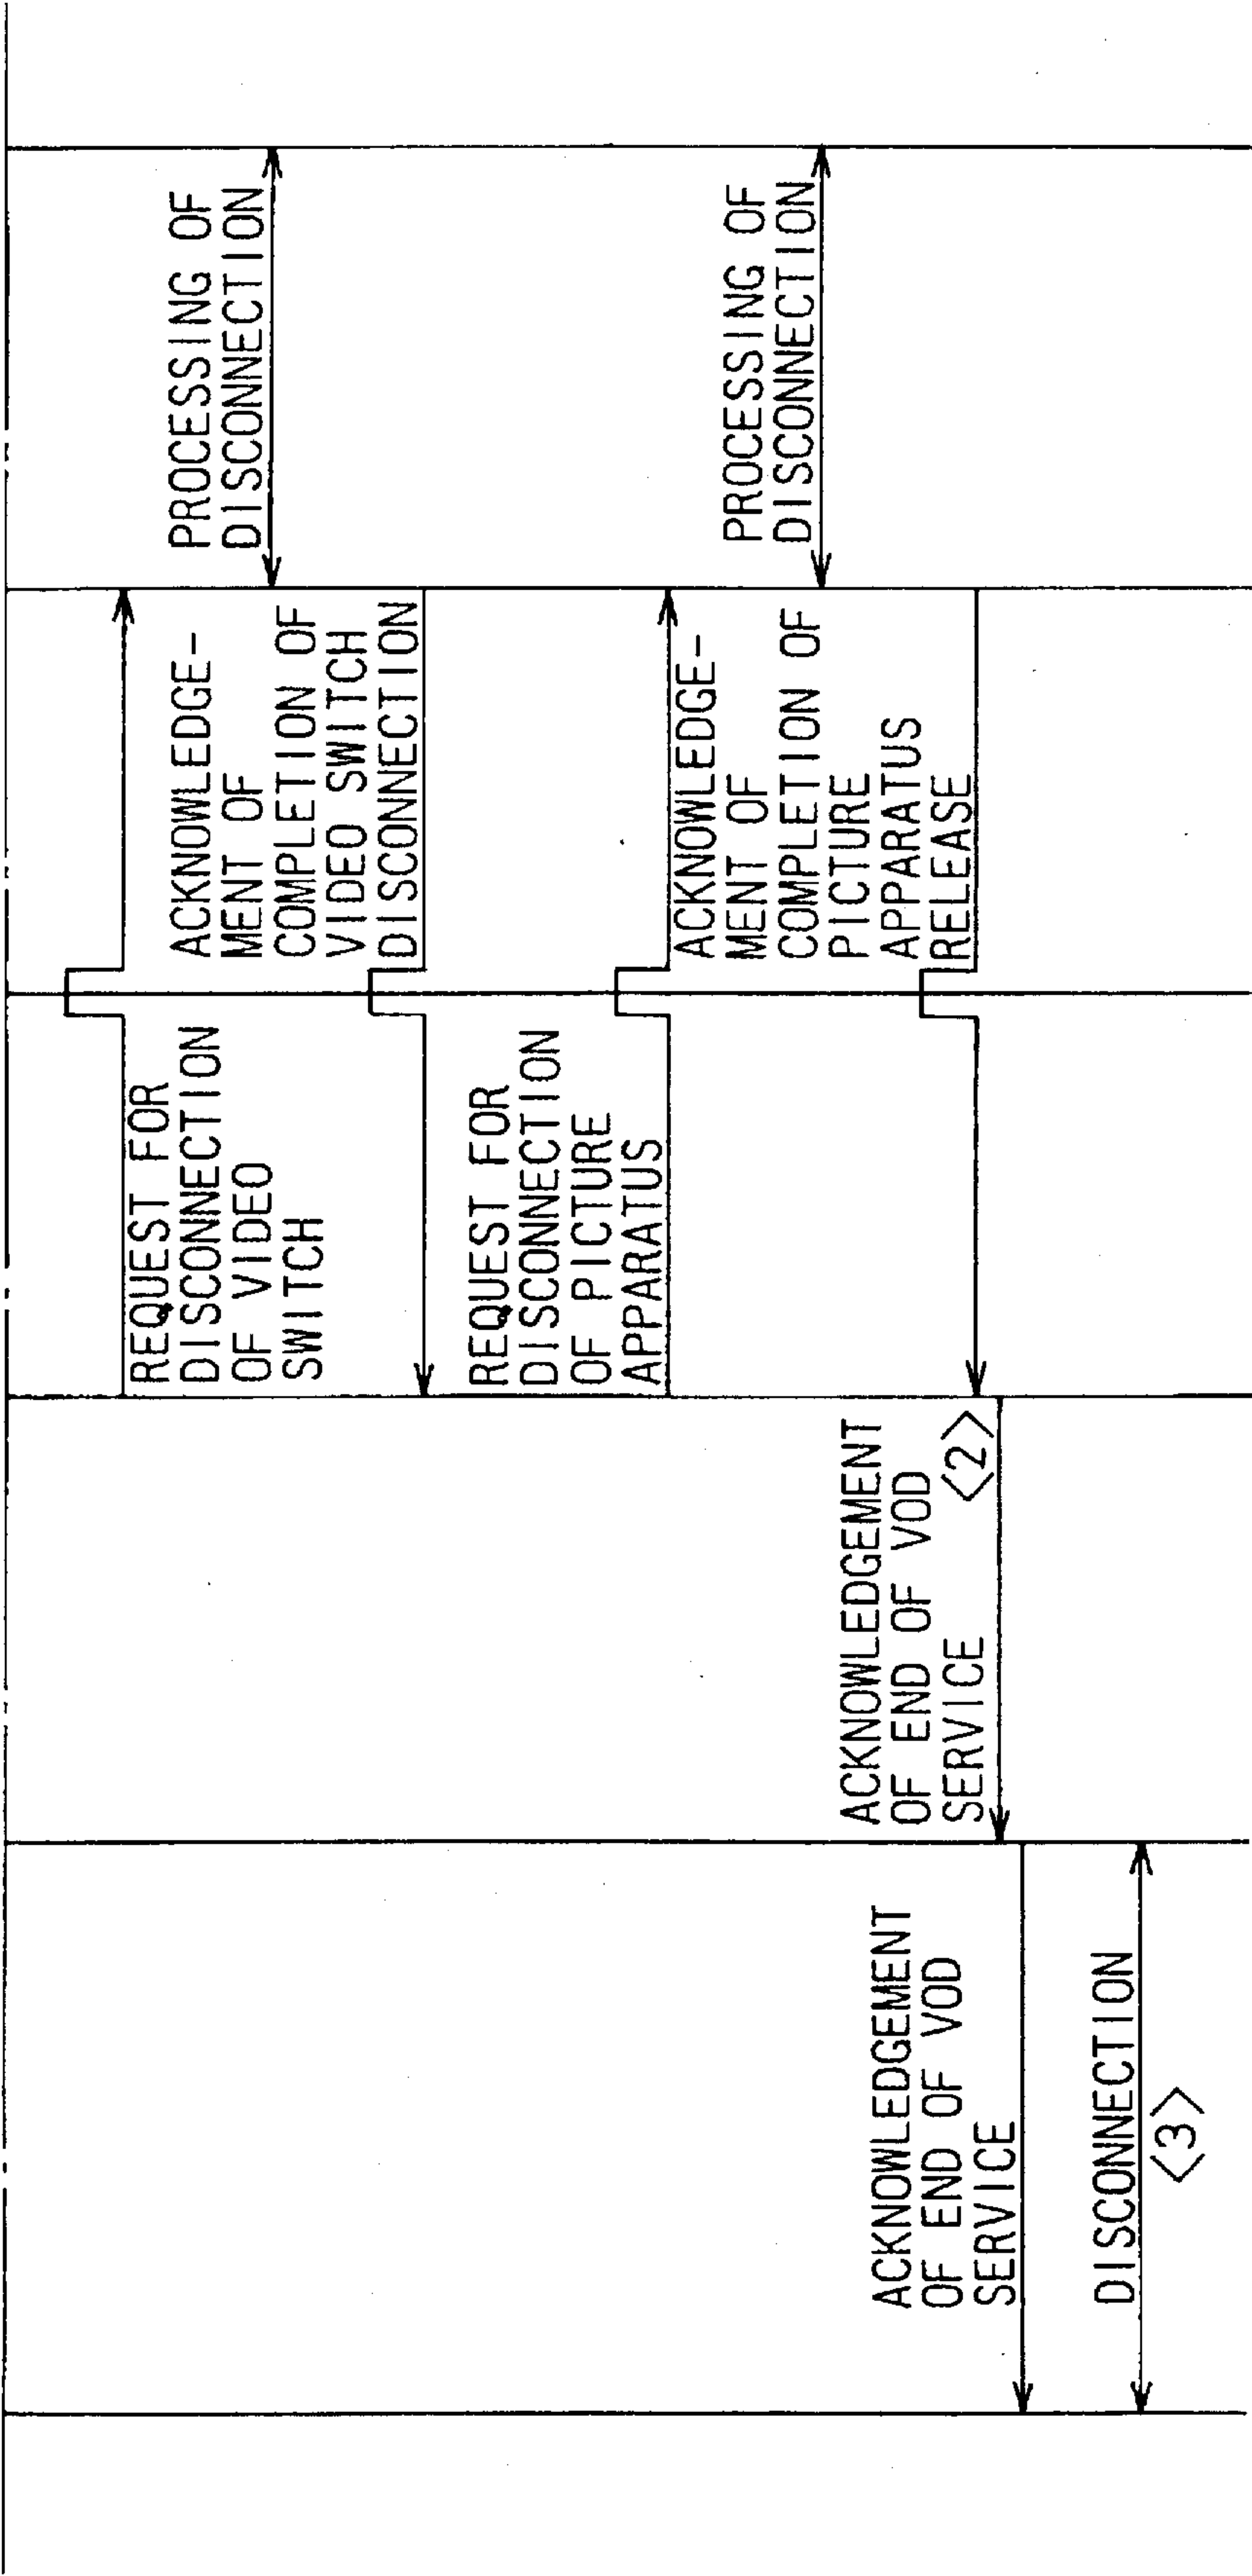 REQUEST FOR
DISCONNECTION
OF VIDEO
SWITCH
ACKNOWLEDGE-
MENT OF
COMPLETION OF
VIDEO SWITCH
DISCONNECTION
PROCESSING OF
DISCONNECTION
REQUEST FOR
DISCONNECTION
OF PICTURE
APPARATUS
ACKNOWLEDGE-
MENT OF
COMPLETION OF
PICTURE
APPARATUS
RELEASE
PROCESSING OF
DISCONNECTION
ACKNOWLEDGEMENT
OF END OF VOD
SERVICE <2>
ACKNOWLEDGEMENT
OF END OF VOD
SERVICE
DISCONNECTION
<3>